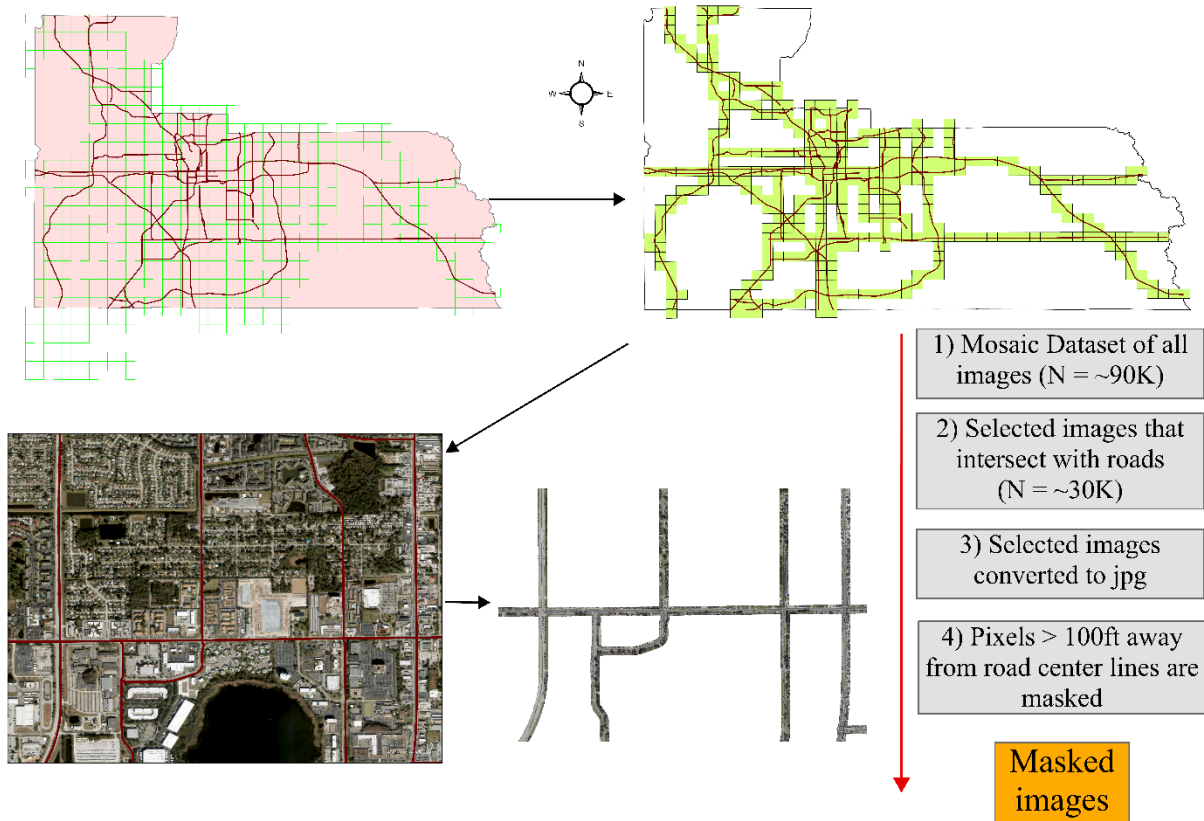 N
W E
S
1) Mosaic Dataset of all
images (N = ~90K)
2) Selected images that
intersect with roads
(N = ~30K)
3) Selected images
converted to jpg
4) Pixels > 100ft away
from road center lines are
masked
Masked
images